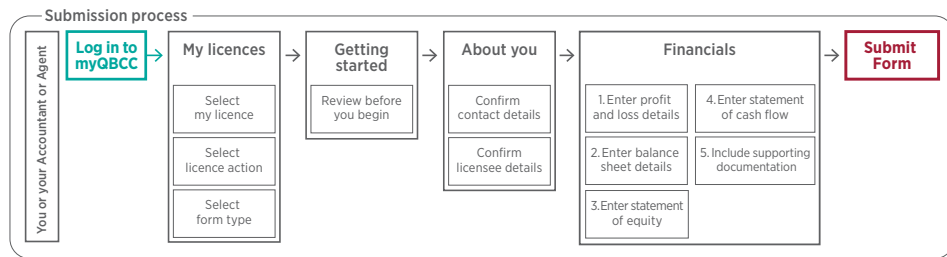 Submission process
You or your Accountant or Agent
Log in to
myQBCC
My licences
Select
my licence
Select
licence action
Select
form type
Getting
started
Review before
you begin
About you
Confirm
contact details
Confirm
licensee details
Financials
1. Enter profit
and loss details
2. Enter balance
sheet details
3. Enter statement
of equity
4. Enter statement
of cash flow
5. Include supporting
documentation
Submit
Form